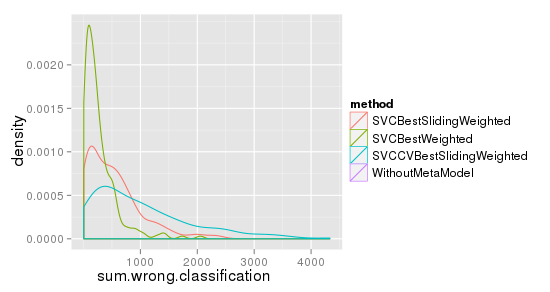 0.0020
0.0015
0.0010
0.0005
0.0000
density
1000
2000
3000
4000
sum.wrong.classification
method
SVCBestSlidingWeighted
SVCBestWeighted
SVCCVBestSlidingWeighted
WithoutMetaModel